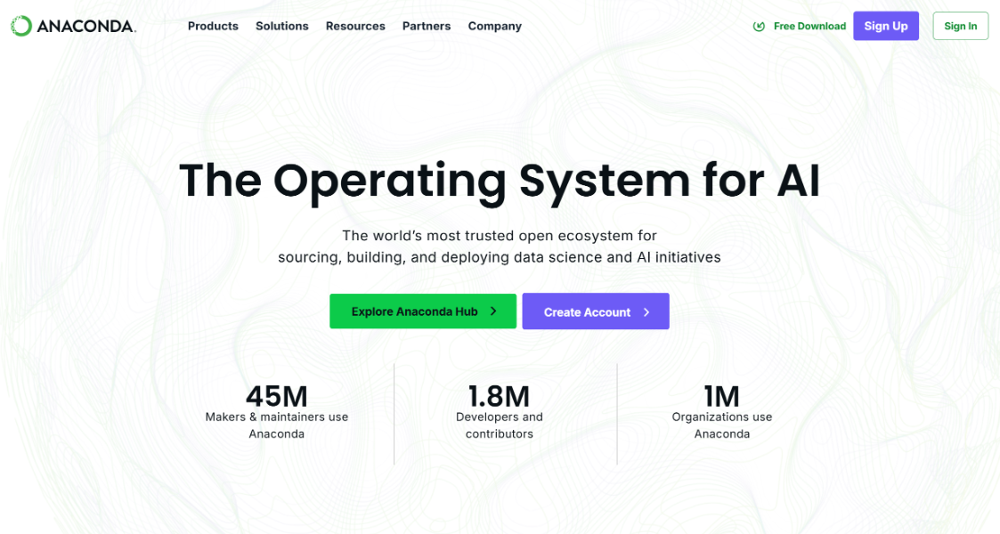 ANACONDA.
Products Solutions Resources Partners Company
Free Download Sign Up Sign In
The Operating System for AI
The world’s most trusted open ecosystem for
sourcing, building, and deploying data science and AI initiatives
Explore Anaconda Hub
Create Account
45M
Makers & maintainers use
Anaconda
1.8M
Developers and
contributors
1M
Organizations use
Anaconda